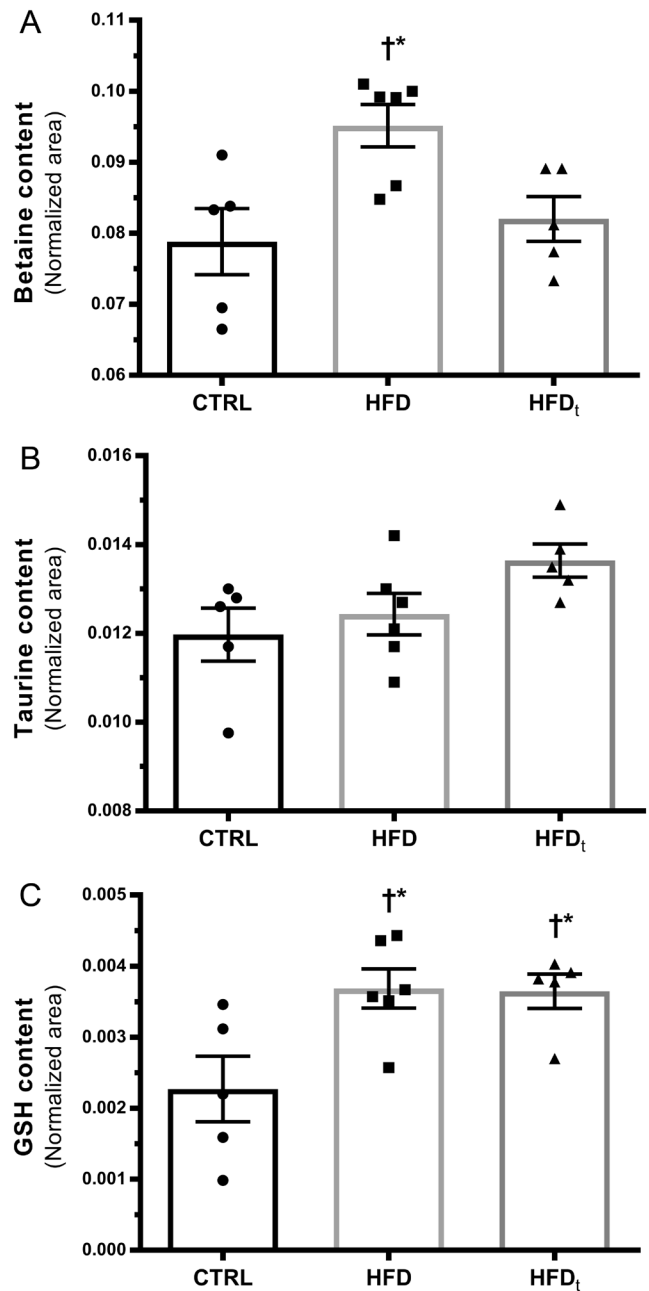 A
Betaine content
(Normalized area)
0.11
0.10
0.09
0.08
0.07
0.06
†*
CTRL
HFD
HFDt
B
Taurine content
(Normalized area)
0.016
0.014
0.012
0.010
0.008
CTRL
HFD
HFDt
C
GSH content
(Normalized area)
0.005
0.004
0.003
0.002
0.001
0.000
†*
†*
CTRL
HFD
HFDt